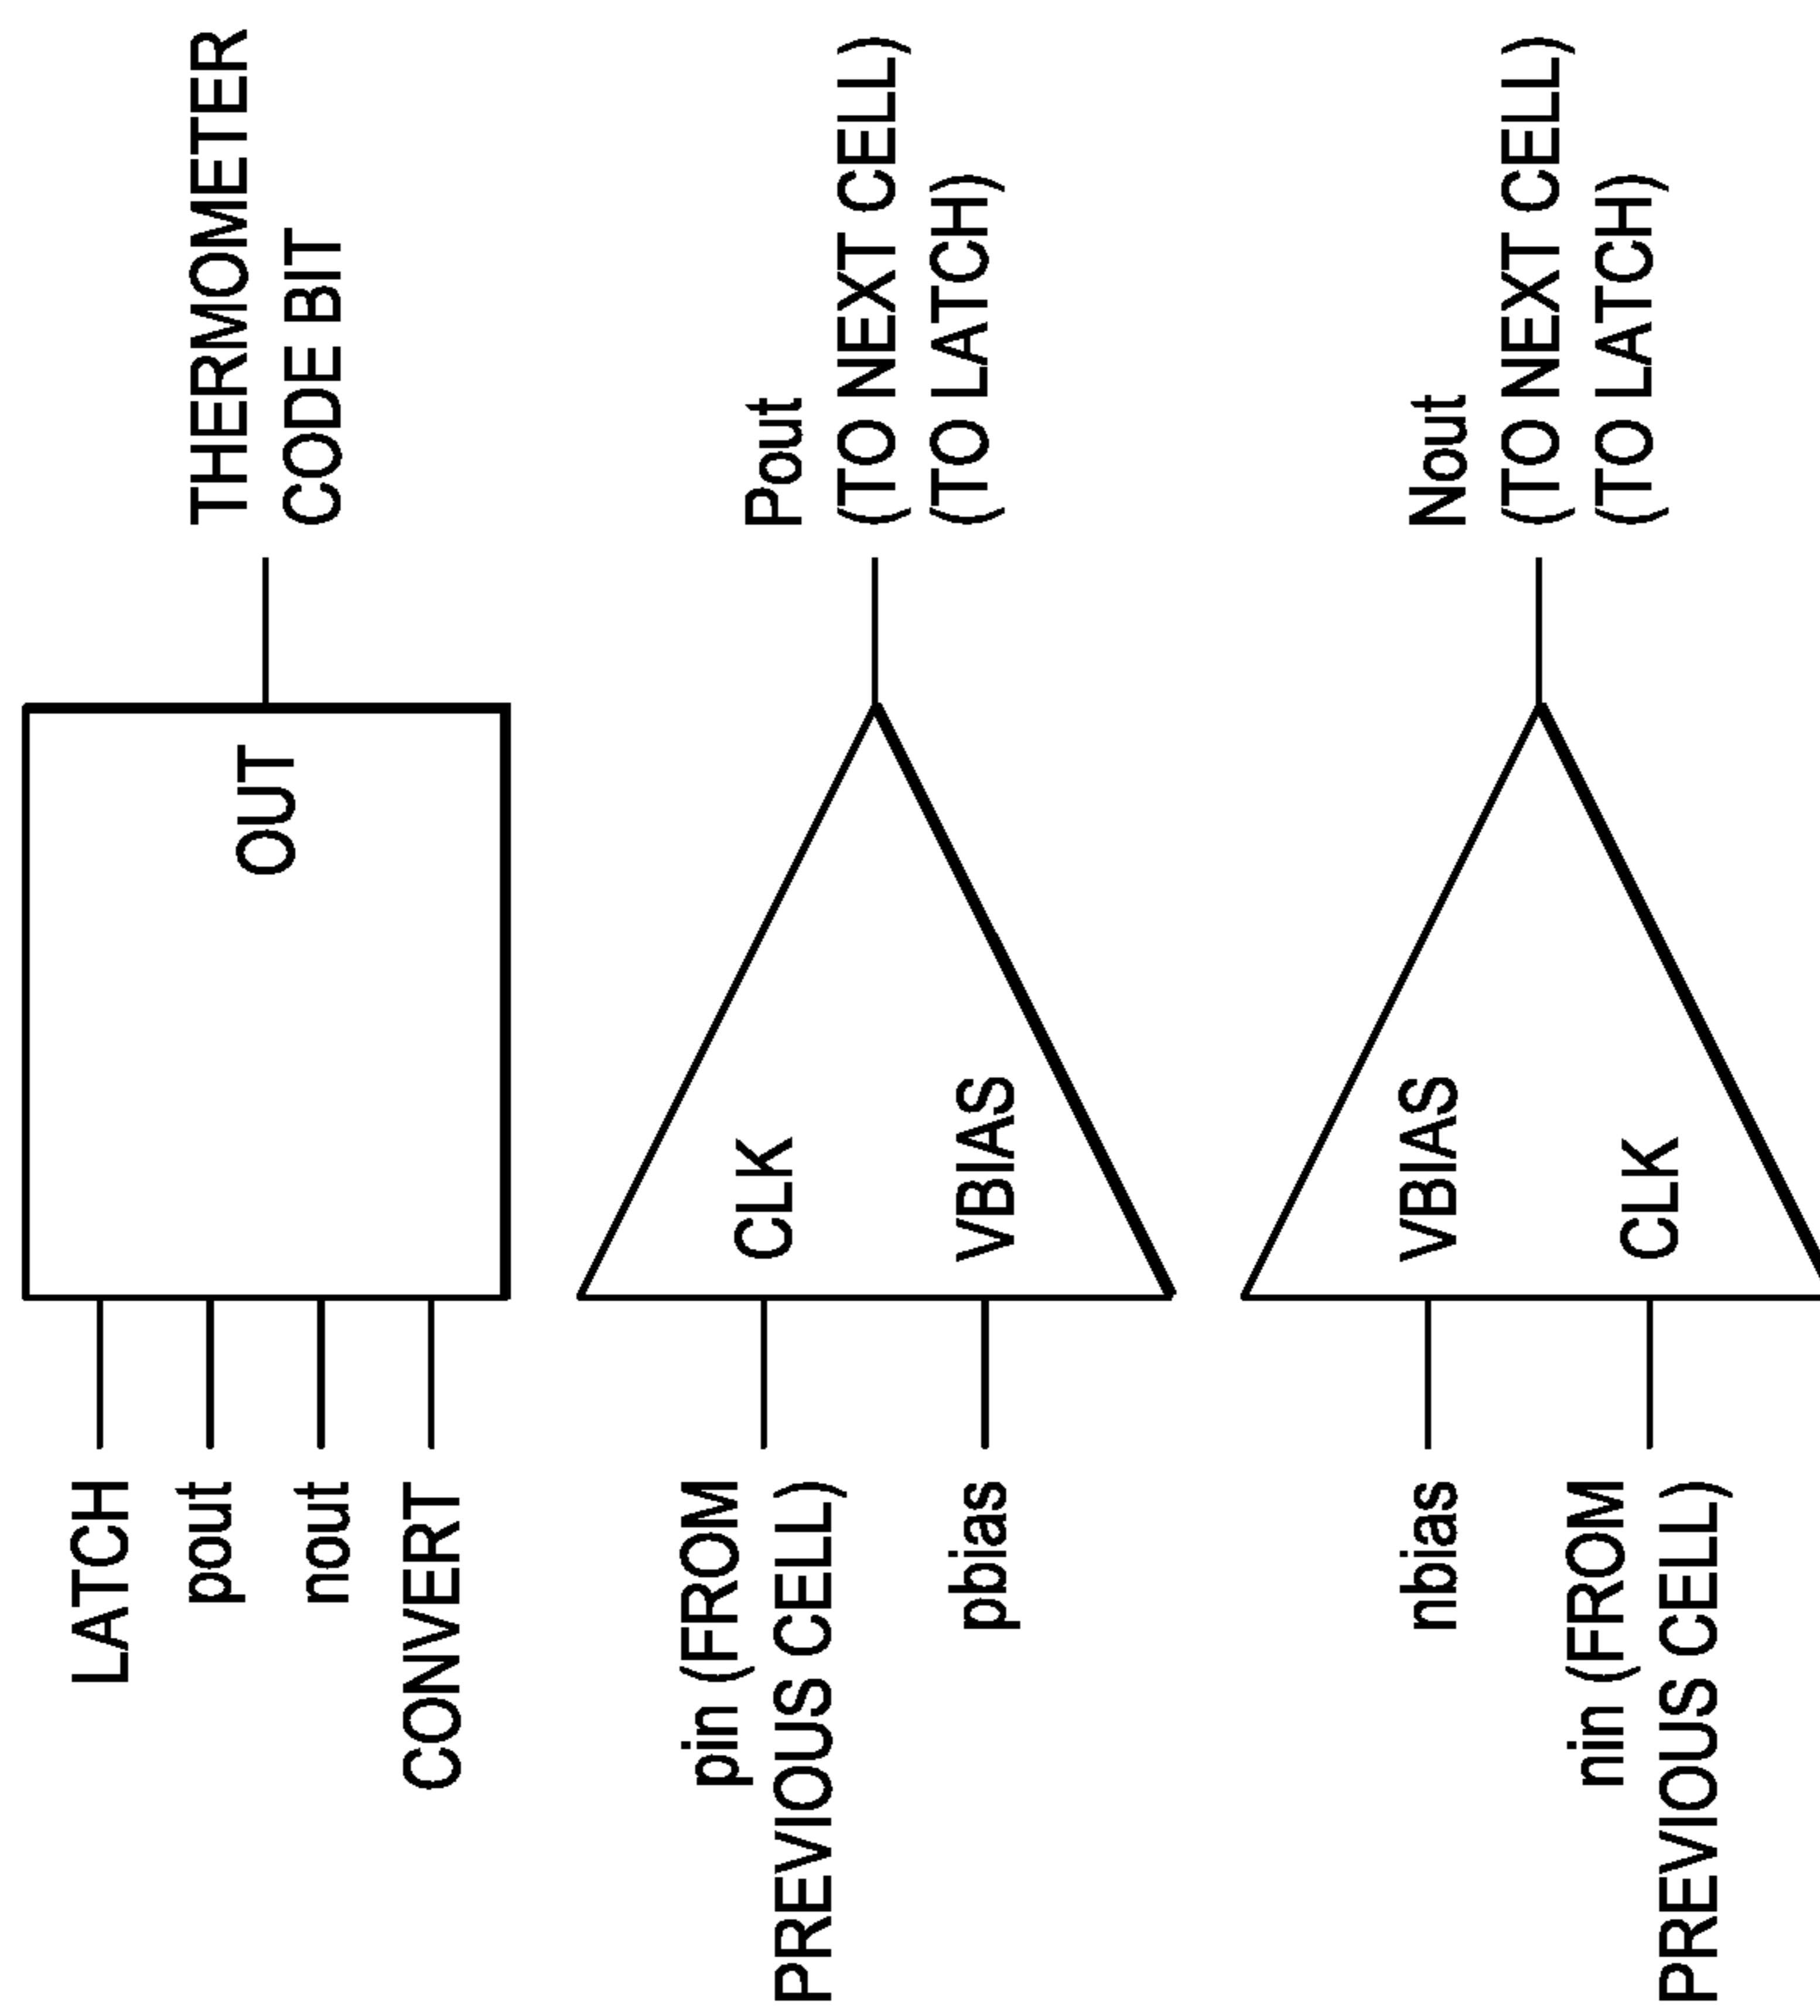 LATCH
pout
nout
CONVERT
OUT
THERMOMETER
CODE BIT
pin (FROM
PREVIOUS CELL)
pbias
CLK
VBIAS
Pout
(TO NEXT CELL)
(TO LATCH)
nbias
nin (FROM
PREVIOUS CELL)
VBIAS
CLK
Nout
(TO NEXT CELL)
(TO LATCH)